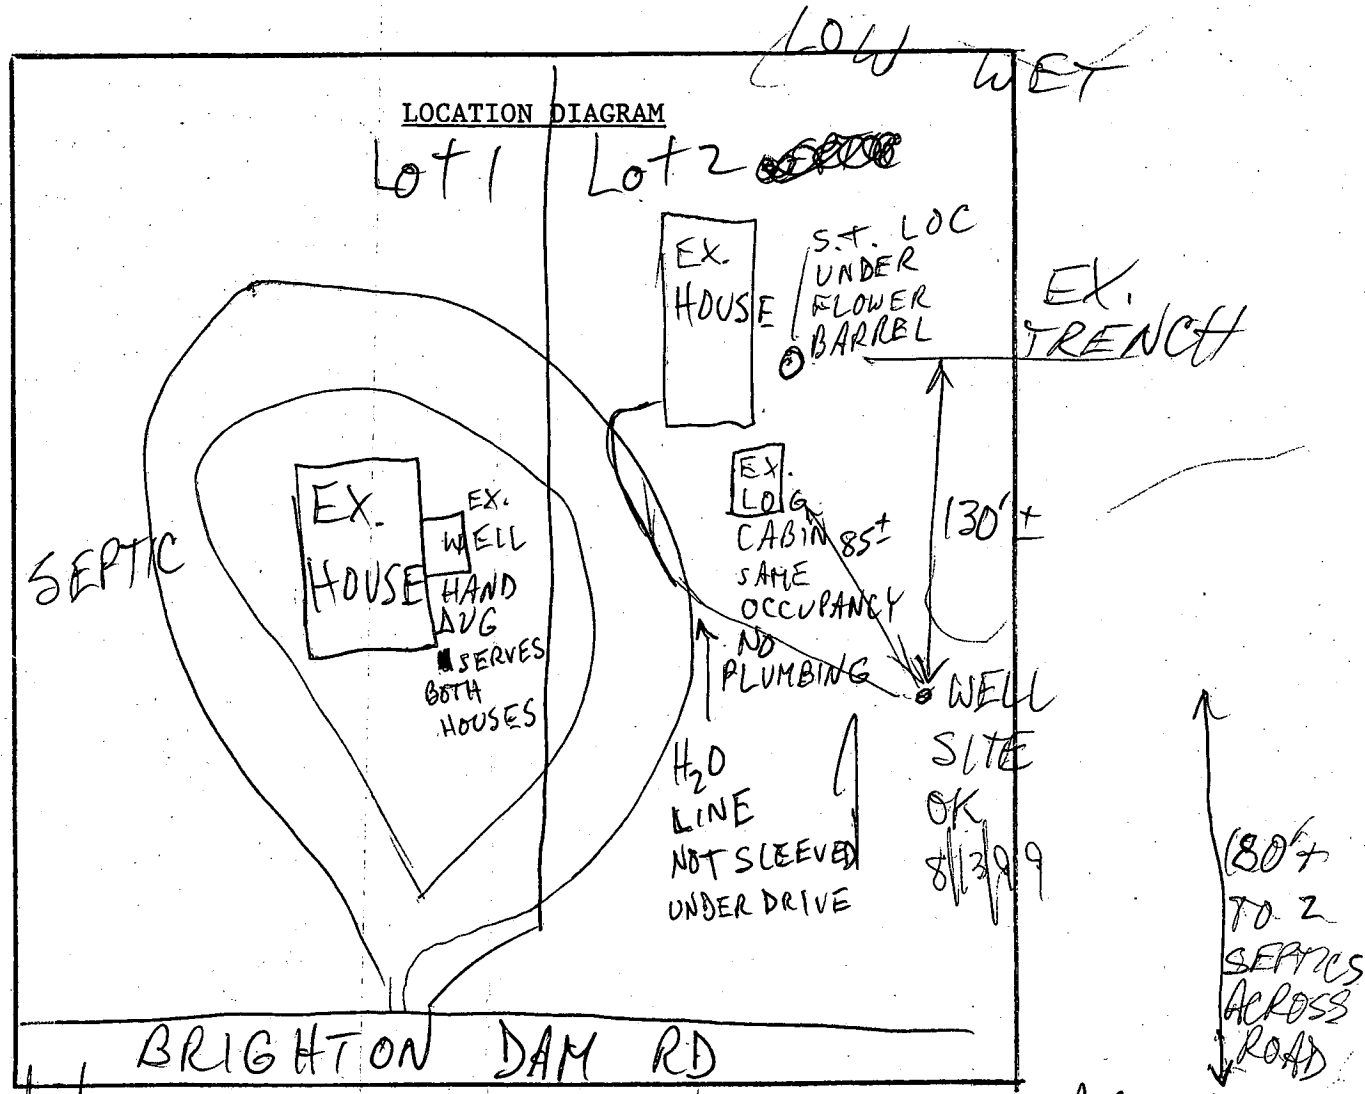 LOW WET
LOCATION DIAGRAM
Lot 1
Lot 2
EX.
HOUSE
S.T. LOC
UNDER
FLOWER
BARREL
EX.
TRENCH
SEPTIC
EX.
HOUSE
EX.
WELL
HAND
DUG
SERVES
BOTH
HOUSES
EX.
LOG
CABIN
SAME
OCCUPANCY
NO
PLUMBING
85±
130'±
WELL
SITE
OK
8/13/99
H2O
LINE
NOT SLEEVED
UNDER DRIVE
180'+
TO 2
SEPTICS
ACROSS
ROAD
BRIGHTON DAM RD